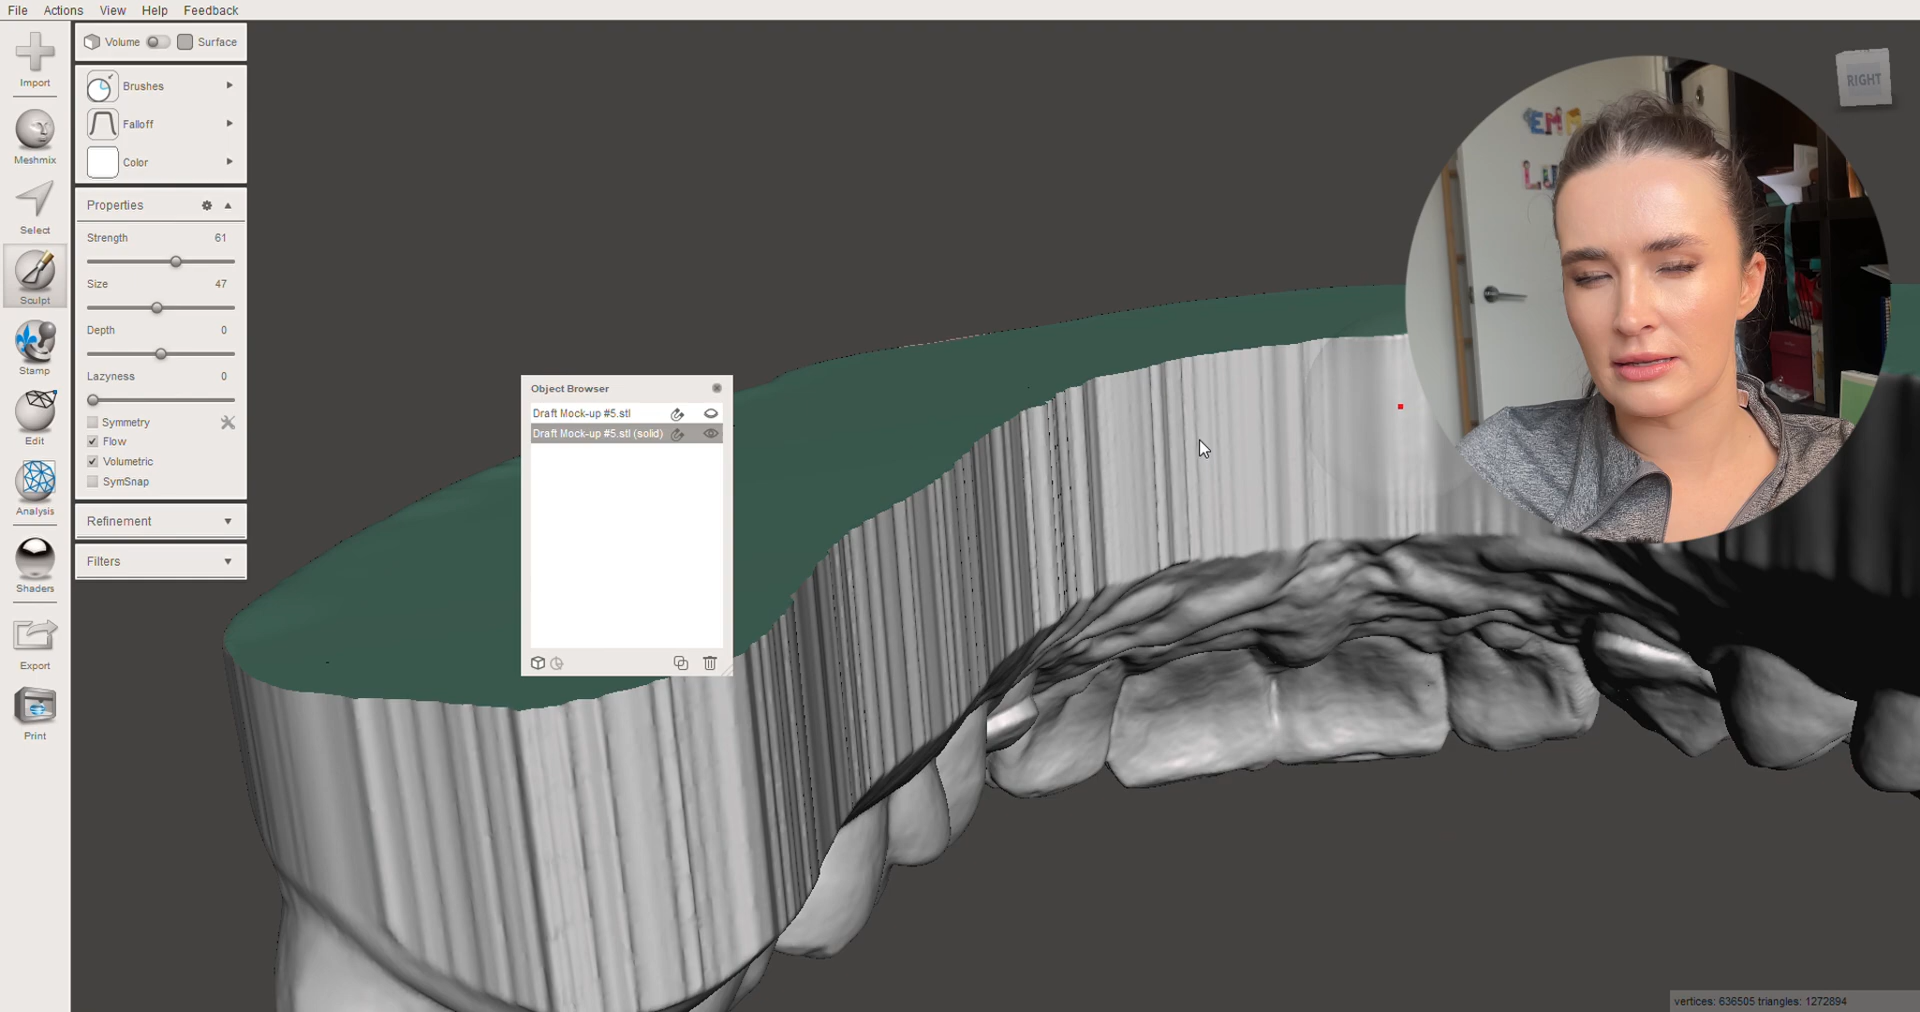 File Actions View Help Feedback
Import
Meshmix
Select
Sculpt
Stamp
Edit
Analysis
Shaders
Export
Print
Volume Surface
Brushes
Falloff
Color
Properties
Strength 61
Size 47
Depth 0
Lazyness 0
Symmetry
Flow
Volumetric
SymSnap
Refinement
Filters
Object Browser
Draft Mock-up #5.stl
Draft Mock-up #5.stl (solid)
EMM
LU
RIGHT
vertices: 636505 triangles: 1272894